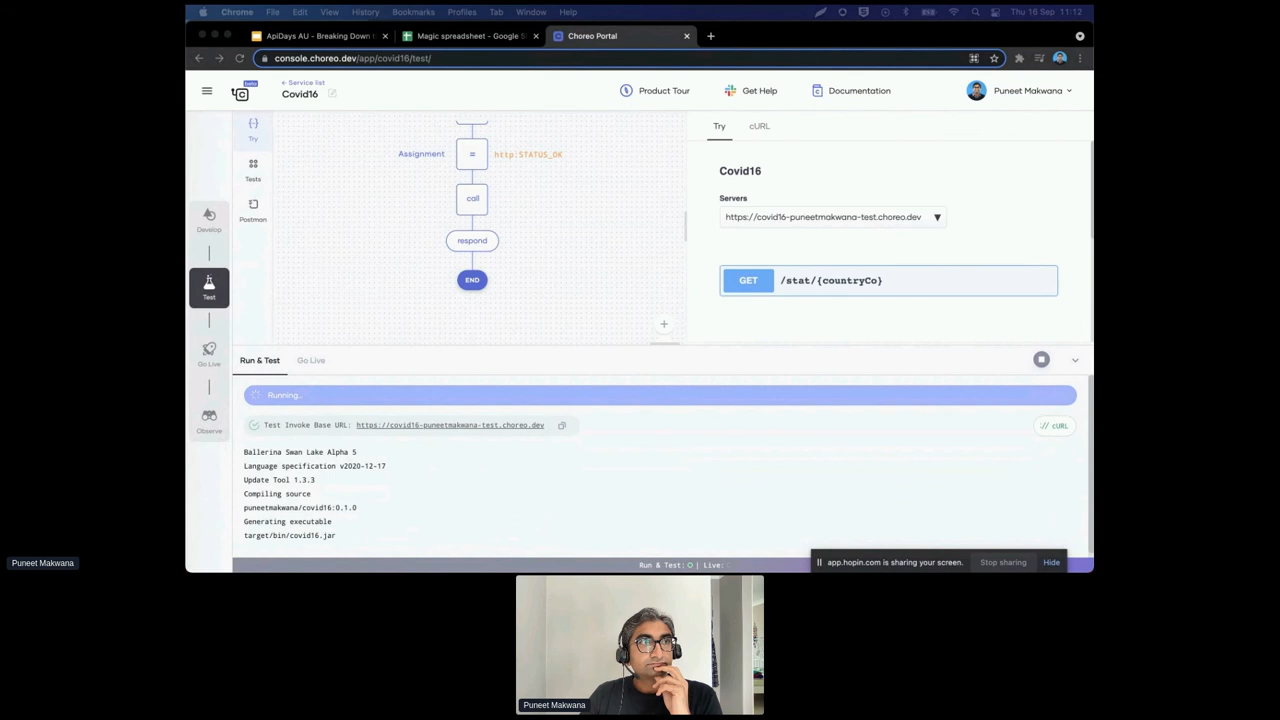 Chrome File Edit View History Bookmarks Profiles Tab Window Help Thu 16 Sep 11:12
ApiDays AU - Breaking Down t
Magic spreadsheet - Google S
Choreo Portal
console.choreo.dev/app/covid16/test/
beta
Service list
Covid16
Product Tour
Get Help
Documentation
Puneet Makwana
Develop
Test
Go Live
Observe
Try
Tests
Postman
Assignment = http:STATUS_OK
call
respond
END
Try cURL
Covid16
Servers
https://covid16-puneetmakwana-test.choreo.dev
GET /stat/{countryCo}
Run & Test Go Live
Running...
Test Invoke Base URL: https://covid16-puneetmakwana-test.choreo.dev
:// cURL
Ballerina Swan Lake Alpha 5
Language specification v2020-12-17
Update Tool 1.3.3
Compiling source
puneetmakwana/covid16:0.1.0
Generating executable
target/bin/covid16.jar
Run & Test: | Live:
app.hopin.com is sharing your screen. Stop sharing Hide
Puneet Makwana
Puneet Makwana